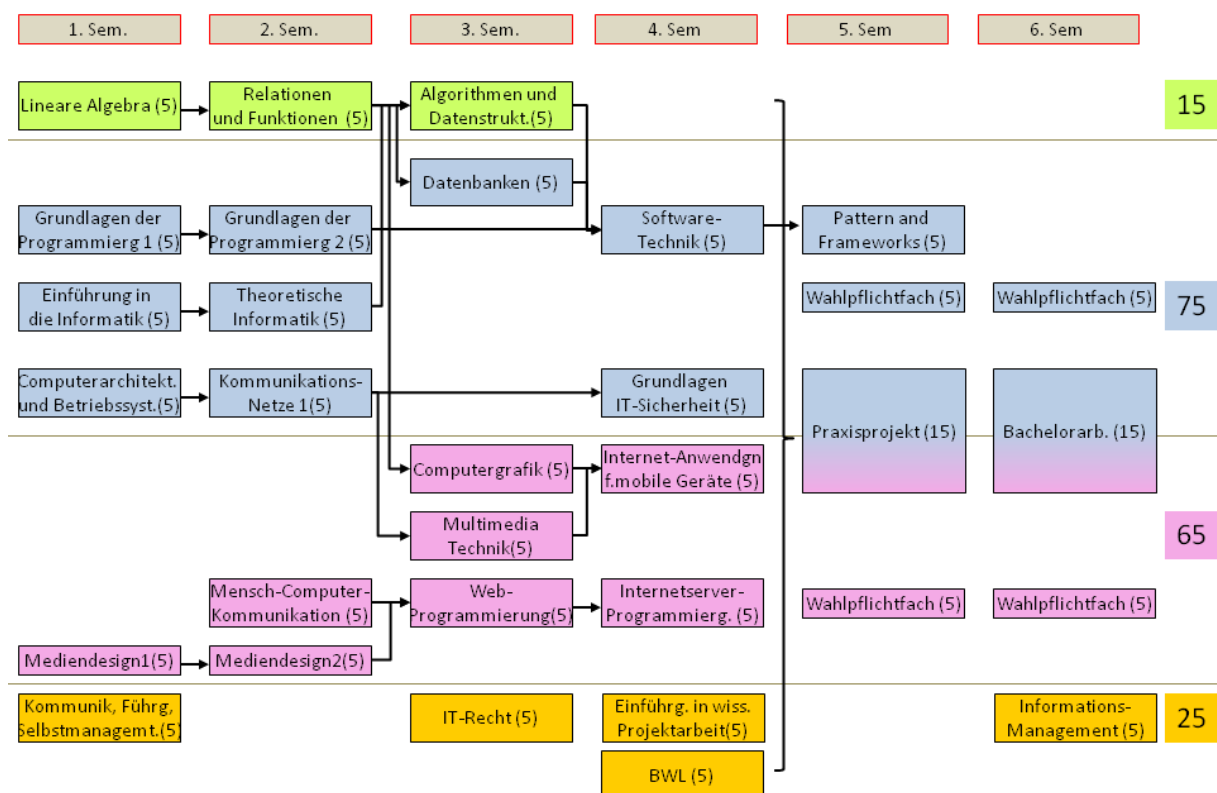 1. Sem.
2. Sem.
3. Sem.
4. Sem
5. Sem
6. Sem
Lineare Algebra (5)
Relationen
und Funktionen (5)
Algorithmen und
Datenstrukt.(5)
15
Datenbanken (5)
Grundlagen der
Programmierg 1 (5)
Grundlagen der
Programmierg 2 (5)
Software-
Technik (5)
Pattern and
Frameworks (5)
Einführung in
die Informatik (5)
Theoretische
Informatik (5)
Wahlpflichtfach (5)
Wahlpflichtfach (5)
75
Computerarchitekt.
und Betriebssyst.(5)
Kommunikations-
Netze 1(5)
Grundlagen
IT-Sicherheit (5)
Praxisprojekt (15)
Bachelorarb. (15)
Computergrafik (5)
Internet-Anwendgn
f.mobile Geräte (5)
Multimedia
Technik(5)
65
Mensch-Computer-
Kommunikation (5)
Web-
Programmierung(5)
Internetserver-
Programmierg. (5)
Wahlpflichtfach (5)
Wahlpflichtfach (5)
Mediendesign1(5)
Mediendesign2(5)
Kommunik, Führg,
Selbstmanagemt.(5)
IT-Recht (5)
Einführg. in wiss.
Projektarbeit(5)
Informations-
Management (5)
25
BWL (5)